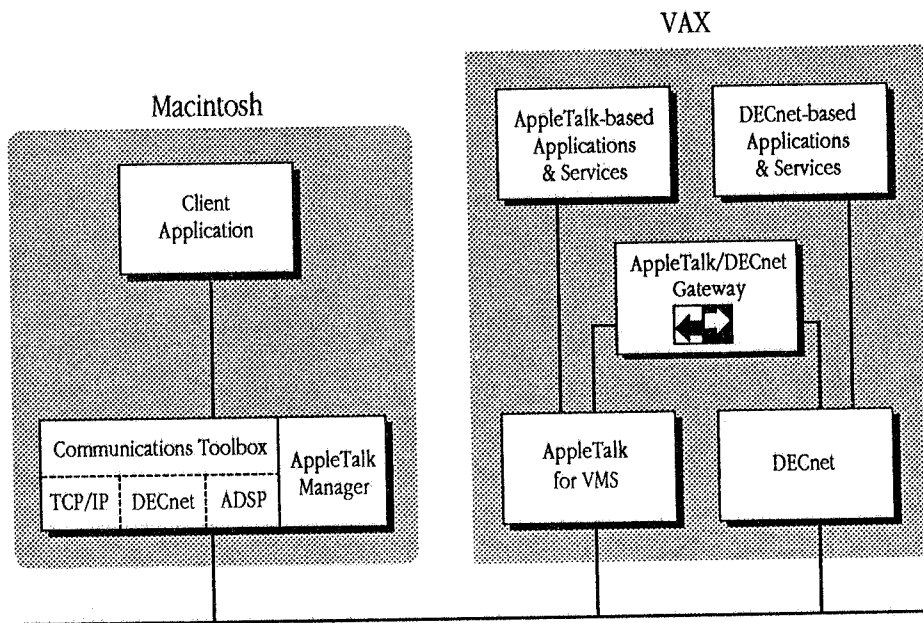 VAX
Macintosh
Client
Application
Communications Toolbox
TCP/IP
DECnet
ADSP
AppleTalk
Manager
AppleTalk-based
Applications
& Services
DECnet-based
Applications
& Services
AppleTalk/DECnet
Gateway
AppleTalk
for VMS
DECnet